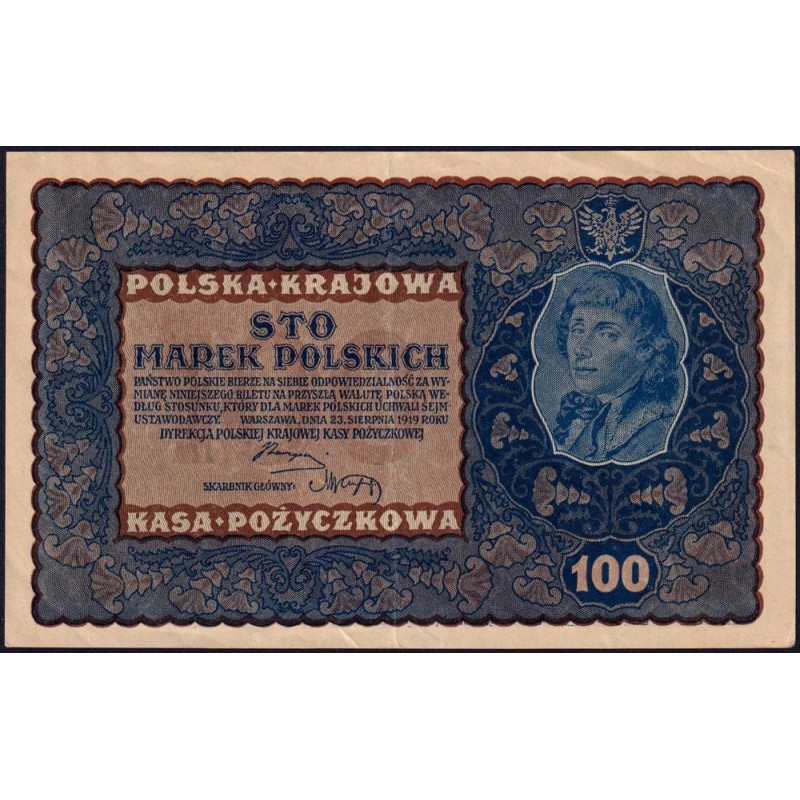 POLSKA·KRAJOWA
STO
MAREK POLSKICH
PAŃSTWO POLSKIE BIERZE NA SIEBIE ODPOWIEDZIALNOŚĆ ZA WY-
MIANĘ NINIEJSZEGO BILETU NA PRZYSZŁĄ WALUTĘ POLSKĄ WE-
DŁUG STOSUNKU, KTÓRY DLA MAREK POLSKICH UCHWALI SEJM-
USTAWODAWCZY. WARSZAWA, DNIA 23. SIERPNIA 1919 ROKU
DYREKCJA POLSKIEJ KRAJOWEJ KASY POŻYCZKOWEJ
SKARBNIK GŁÓWNY:
KASA·POŻYCZKOWA
100